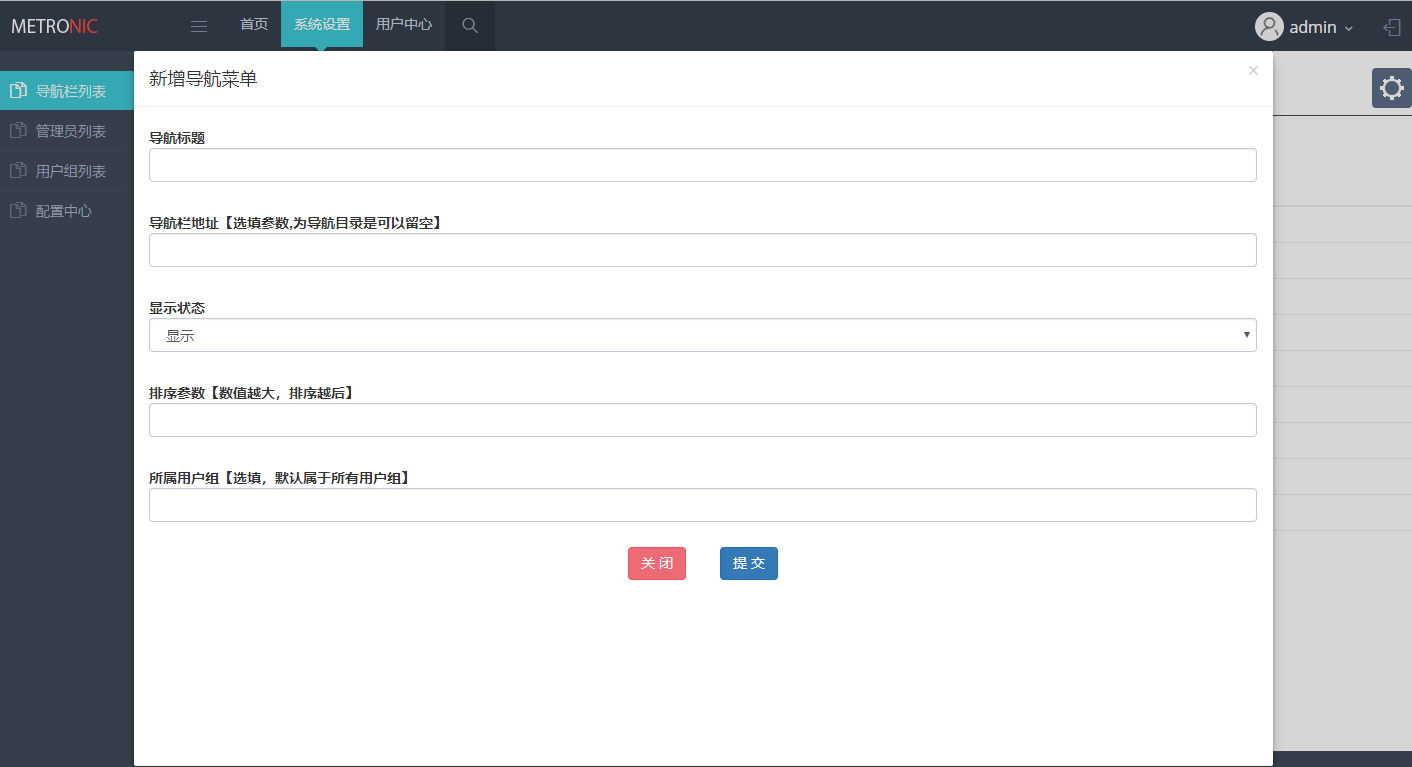 METRONIC
首页
系统设置
用户中心
admin
导航栏列表
管理员列表
用户组列表
配置中心
新增导航菜单
×
导航标题
导航栏地址【选填参数,为导航目录是可以留空】
显示状态
显示
排序参数【数值越大，排序越后】
所属用户组【选填，默认属于所有用户组】
关 闭
提 交